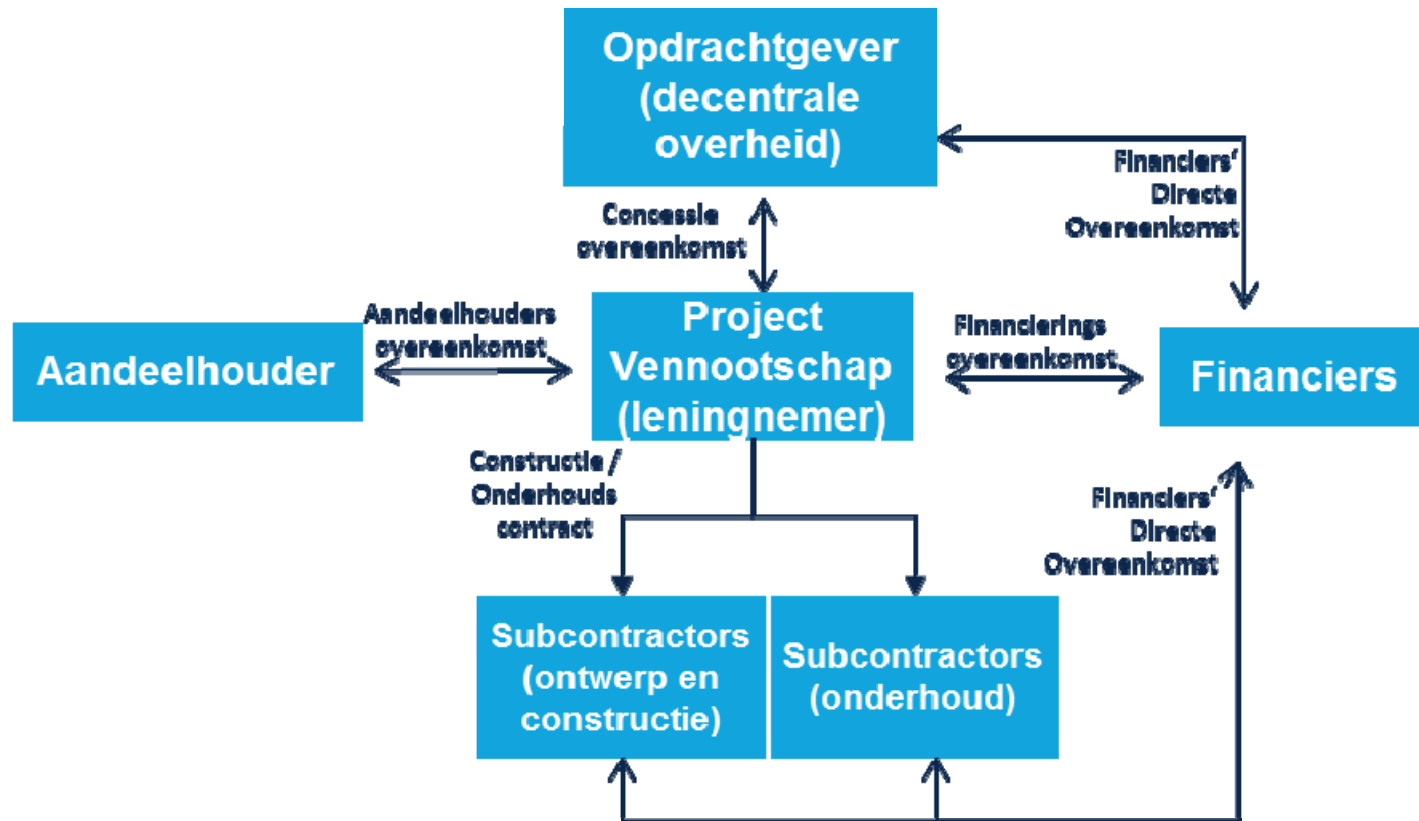 Opdrachtgever
(decentrale
overheid)
Financiers'
Directe
Overeenkomst
Concessie
overeenkomst
Aandeelhouder
Aandeelhouders
overeenkomst
Project
Vennootschap
(leningnemer)
Financierings
overeenkomst
Financiers
Constructie /
Onderhouds
contract
Financiers'
Directe
Overeenkomst
Subcontractors
(ontwerp en
constructie)
Subcontractors
(onderhoud)